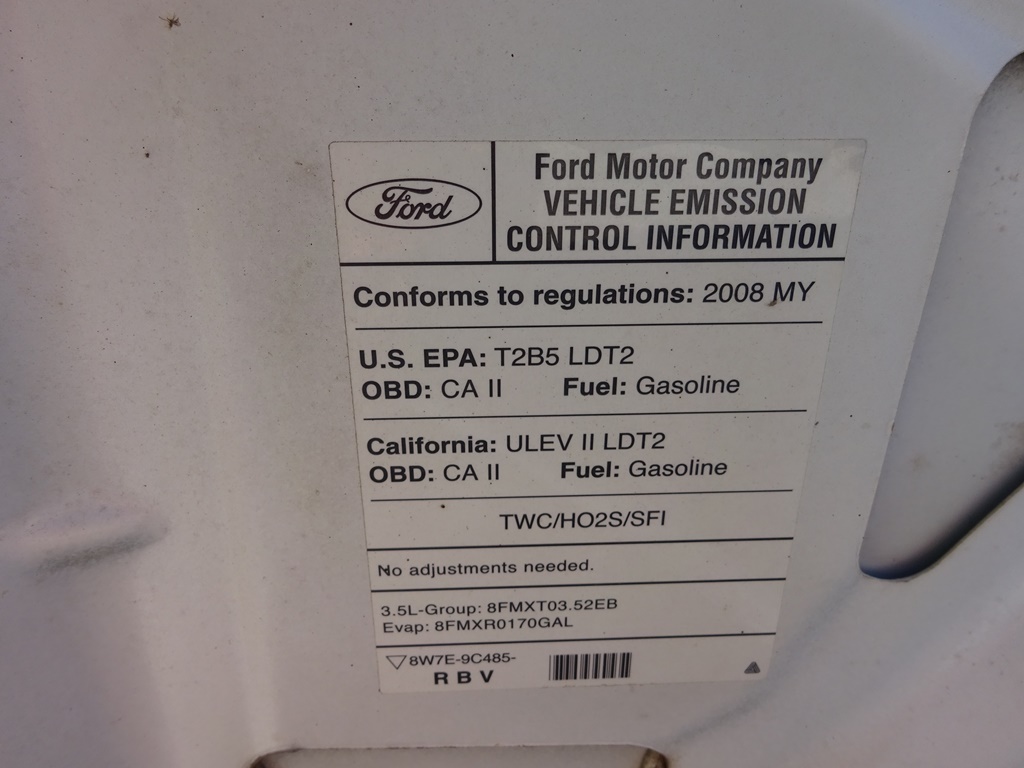 Ford
Ford Motor Company
VEHICLE EMISSION
CONTROL INFORMATION
Conforms to regulations: 2008 MY
U.S. EPA: T2B5 LDT2
OBD: CA II Fuel: Gasoline
California: ULEV II LDT2
OBD: CA II Fuel: Gasoline
TWC/HO2S/SFI
No adjustments needed.
3.5L-Group: 8FMXT03.52EB
Evap: 8FMXR0170GAL
8W7E-9C485-
R B V